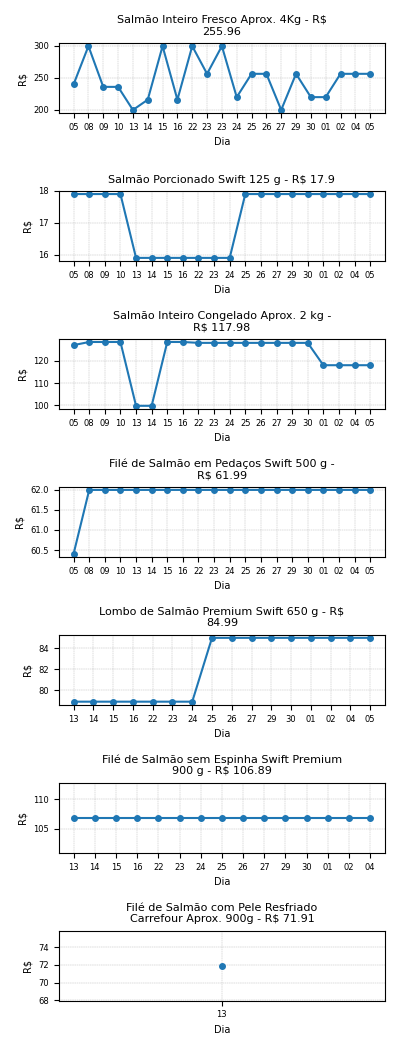 Salmão Inteiro Fresco Aprox. 4Kg - R$
255.96
300
250
200
R$
05 08 09 10 13 14 15 16 22 23 23 24 25 26 27 29 30 01 02 04 05
Dia
Salmão Porcionado Swift 125 g - R$ 17.9
18
17
16
R$
05 08 09 10 13 14 15 16 22 23 24 25 26 27 29 30 01 02 04 05
Dia
Salmão Inteiro Congelado Aprox. 2 kg -
R$ 117.98
120
110
100
R$
05 08 09 10 13 14 15 16 22 23 24 25 26 27 29 30 01 02 04 05
Dia
Filé de Salmão em Pedaços Swift 500 g -
R$ 61.99
62.0
61.5
61.0
60.5
R$
05 08 09 10 13 14 15 16 22 23 24 25 26 27 29 30 01 02 04 05
Dia
Lombo de Salmão Premium Swift 650 g - R$
84.99
84
82
80
R$
13 14 15 16 22 23 24 25 26 27 29 30 01 02 04 05
Dia
Filé de Salmão sem Espinha Swift Premium
900 g - R$ 106.89
110
105
R$
13 14 15 16 22 23 24 25 26 27 29 30 01 02 04
Dia
Filé de Salmão com Pele Resfriado
Carrefour Aprox. 900g - R$ 71.91
74
72
70
68
R$
13
Dia